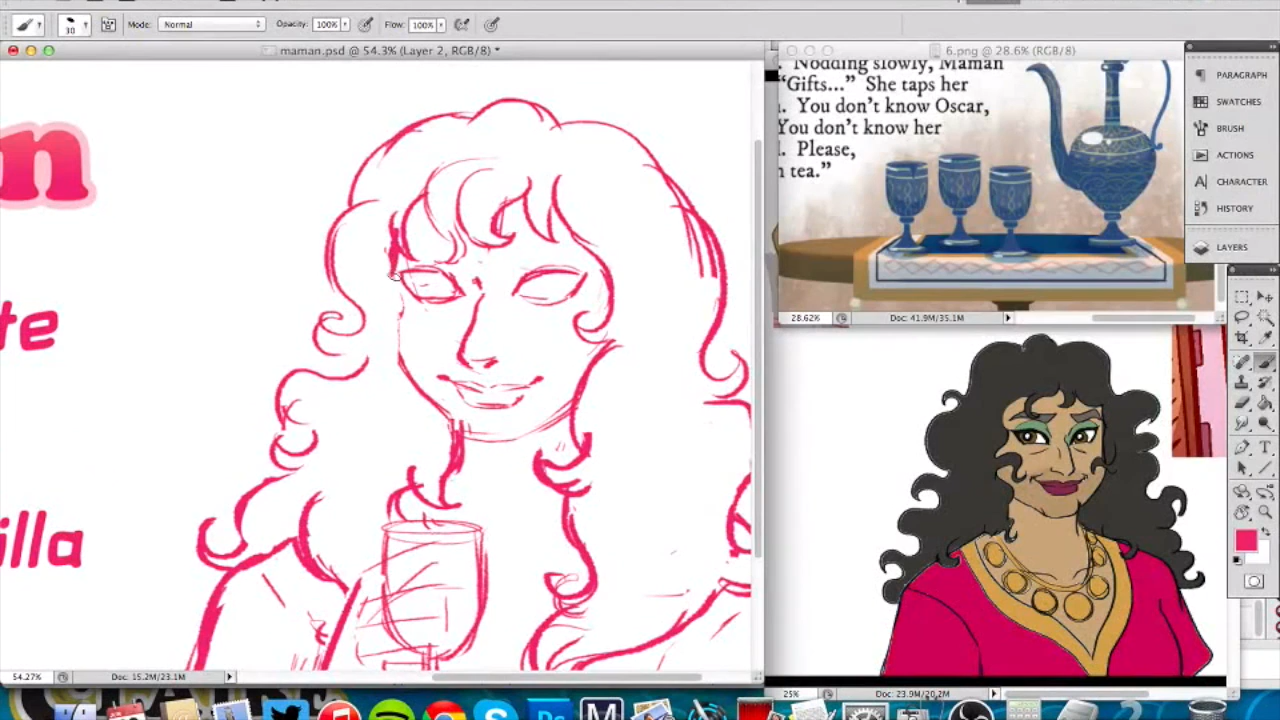 30
Mode: Normal
Opacity: 100%
Flow: 100%
maman.psd @ 54.3% (Layer 2, RGB/8) *
6.png @ 28.6% (RGB/8)
n
te
illa
. Nodding slowly, Maman
"Gifts..." She taps her
. You don't know Oscar,
You don't know her
. Please,
n tea."
28.62%
Doc: 41.9M/35.1M
PARAGRAPH
SWATCHES
BRUSH
ACTIONS
CHARACTER
HISTORY
LAYERS
54.27%
Doc: 15.2M/23.1M
25%
Doc: 23.9M/20.2M